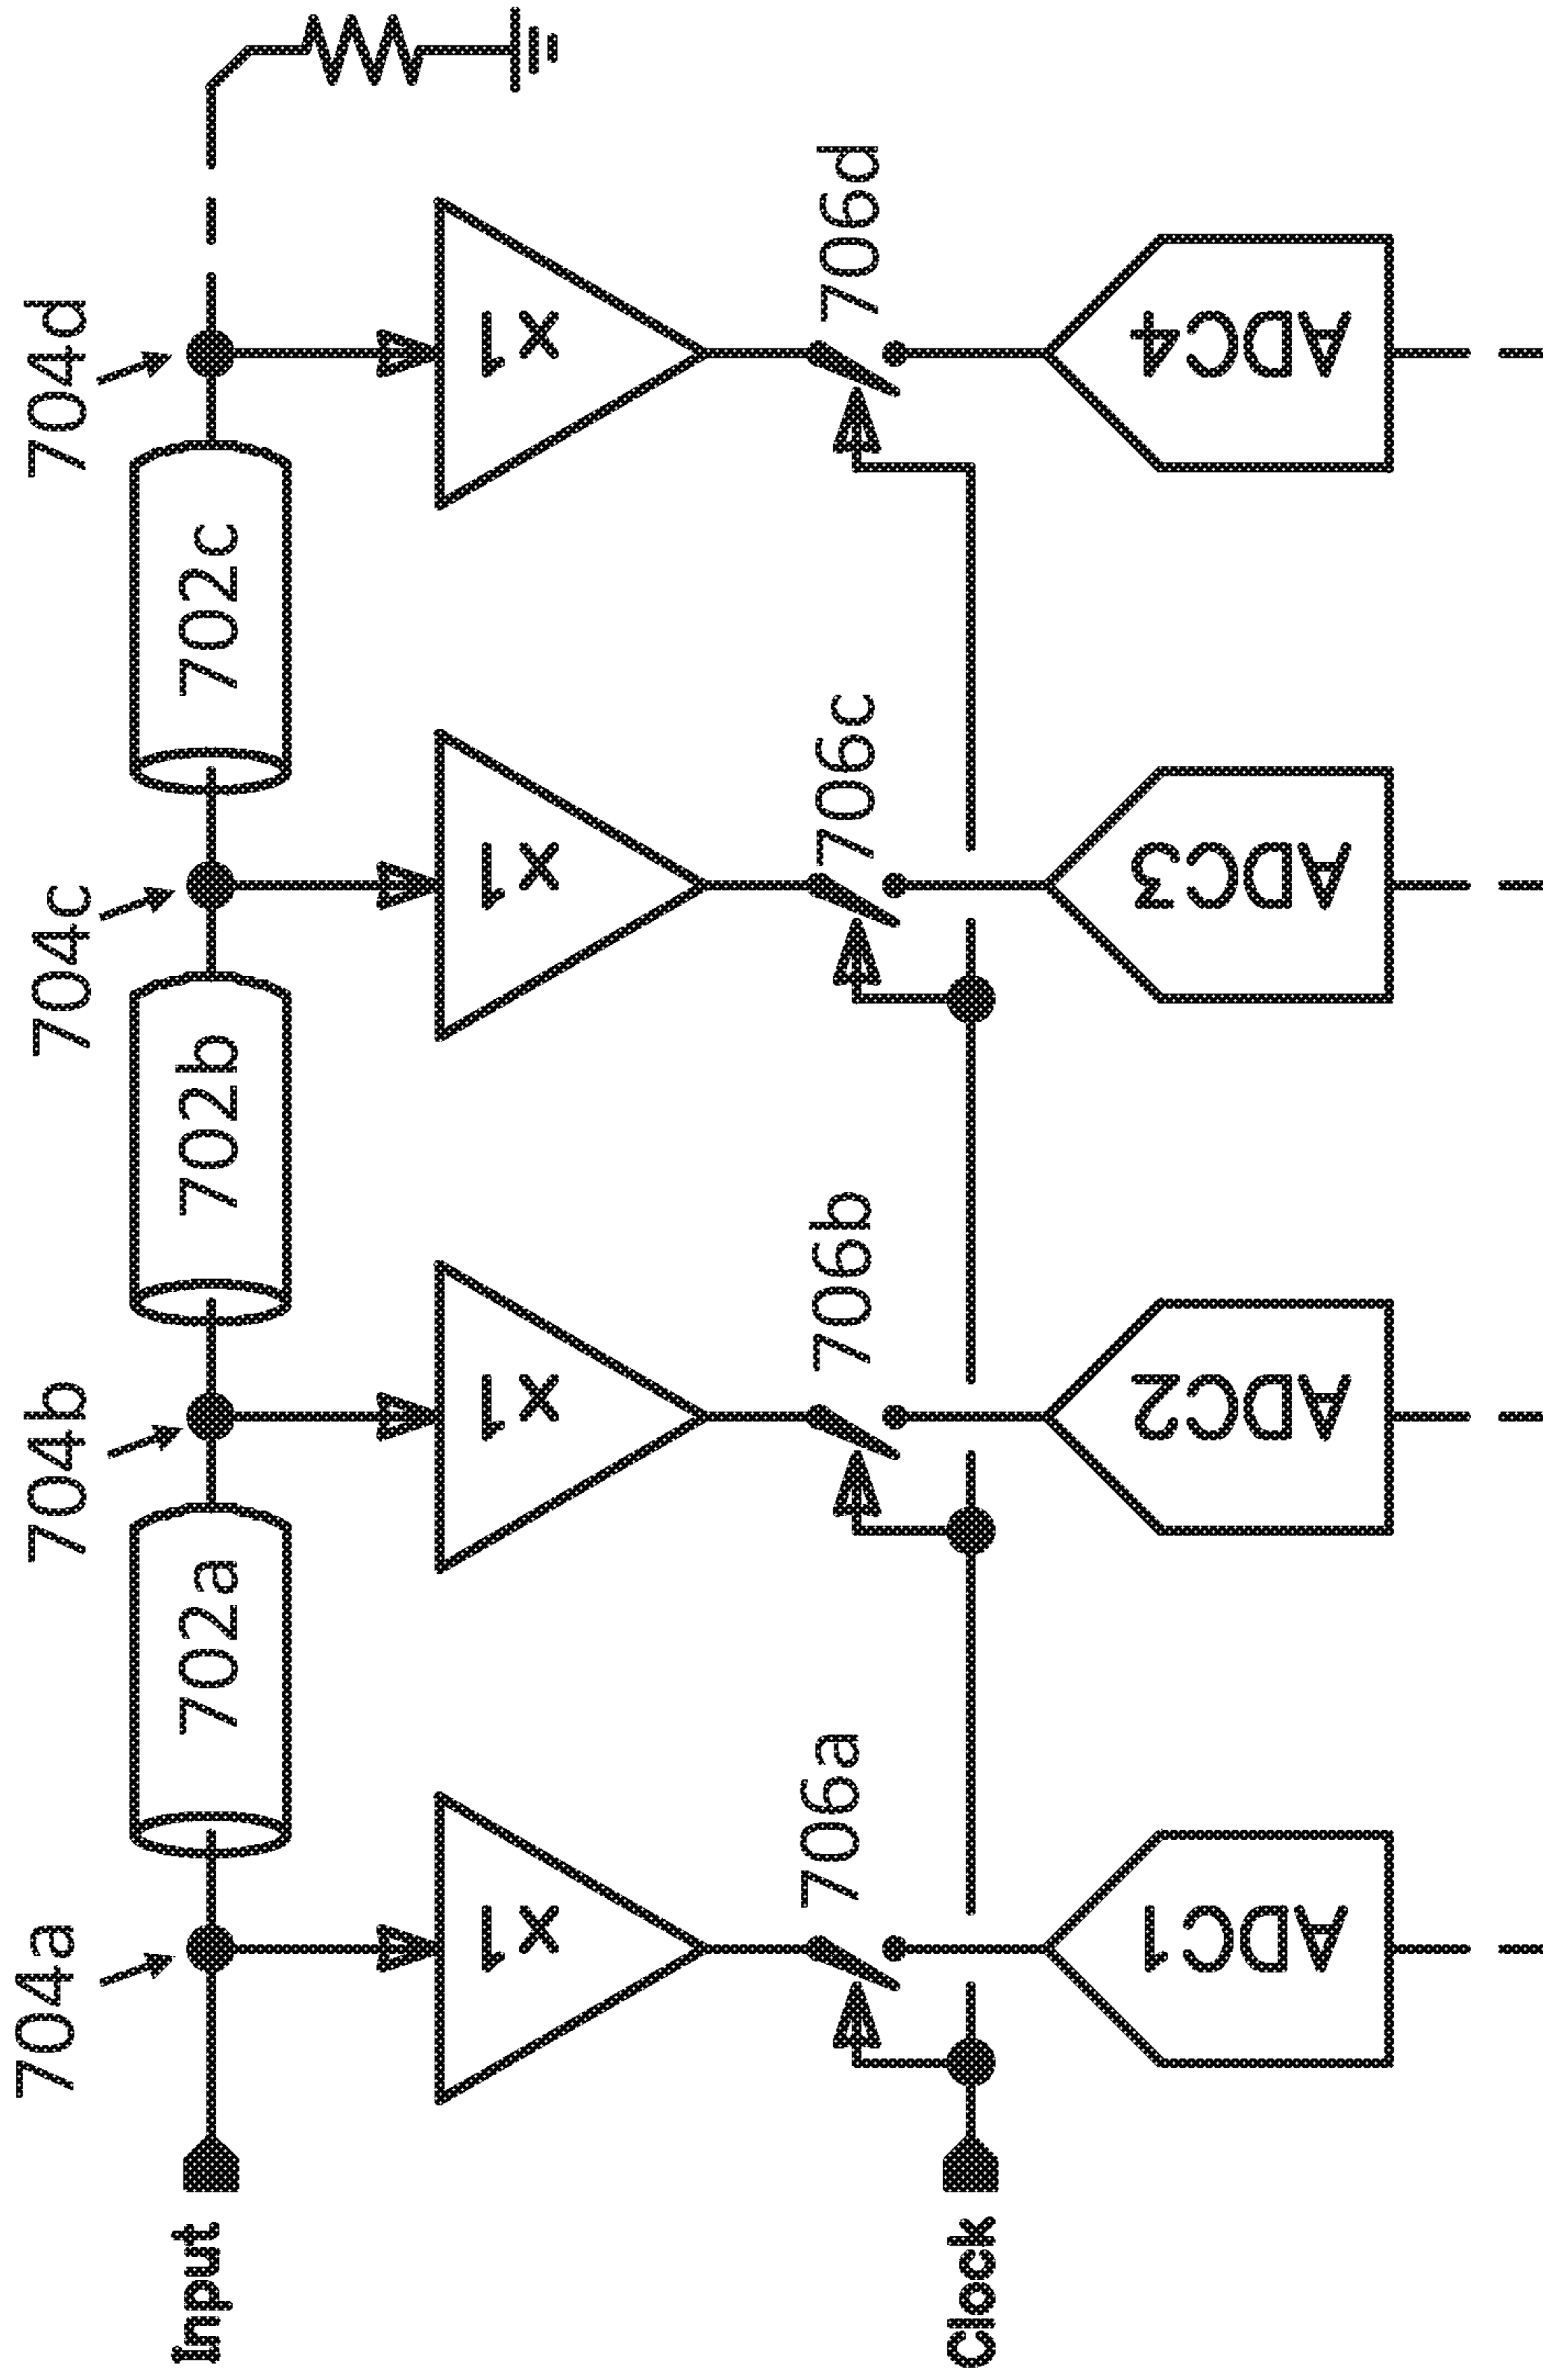 Input
704a
704b
704c
704d
702a
702b
702c
x1
x1
x1
x1
706a
706b
706c
706d
Clock
ADC1
ADC2
ADC3
ADC4